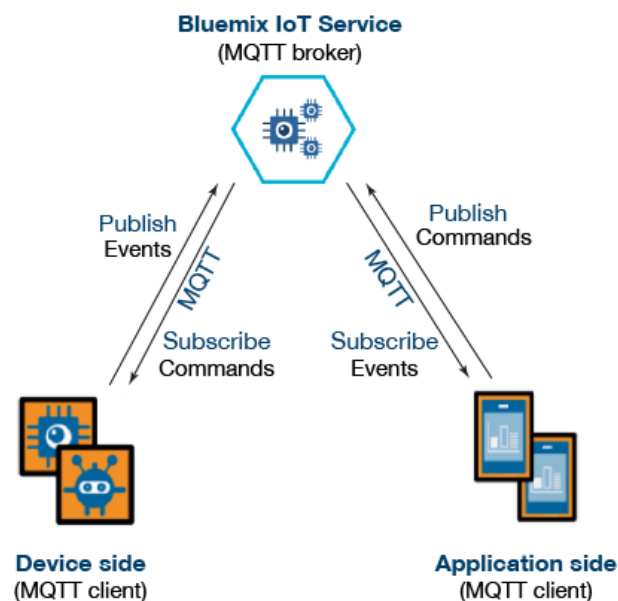 Bluemix IoT Service
(MQTT broker)
Publish
Events
MQTT
Subscribe
Commands
Publish
Commands
MQTT
Subscribe
Events
Device side
(MQTT client)
Application side
(MQTT client)